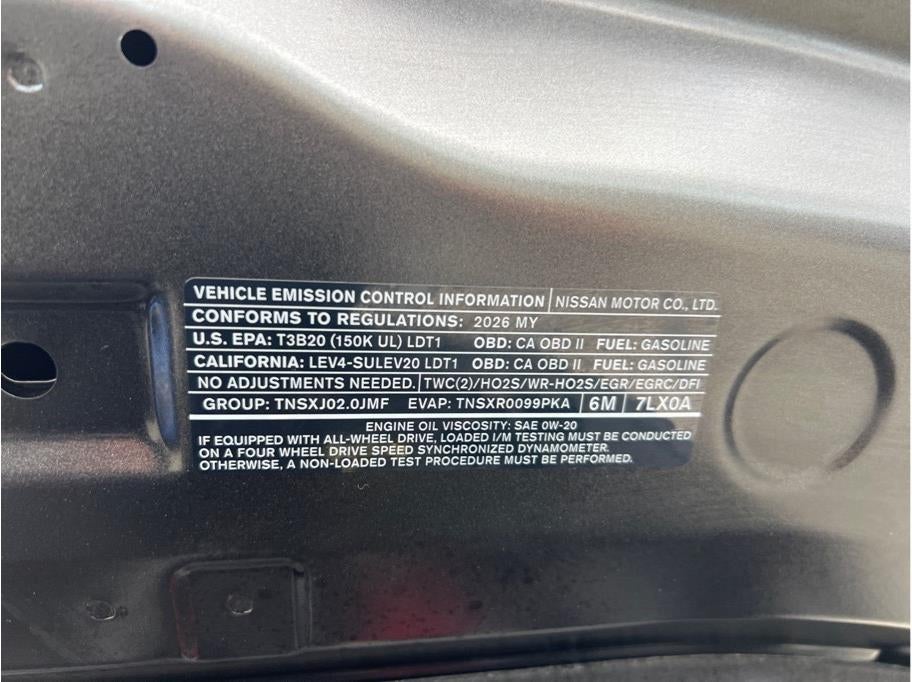 VEHICLE EMISSION CONTROL INFORMATION NISSAN MOTOR CO., LTD.
CONFORMS TO REGULATIONS: 2026 MY
U.S. EPA: T3B20 (150K UL) LDT1 OBD: CA OBD II FUEL: GASOLINE
CALIFORNIA: LEV4-SULEV20 LDT1 OBD: CA OBD II FUEL: GASOLINE
NO ADJUSTMENTS NEEDED. TWC(2)/HO2S/WR-HO2S/EGR/EGRC/DFI
GROUP: TNSXJ02.0JMF EVAP: TNSXR0099PKA 6M 7LX0A
ENGINE OIL VISCOSITY: SAE 0W-20
IF EQUIPPED WITH ALL-WHEEL DRIVE, LOADED I/M TESTING MUST BE CONDUCTED
ON A FOUR WHEEL DRIVE SPEED SYNCHRONIZED DYNAMOMETER.
OTHERWISE, A NON-LOADED TEST PROCEDURE MUST BE PERFORMED.